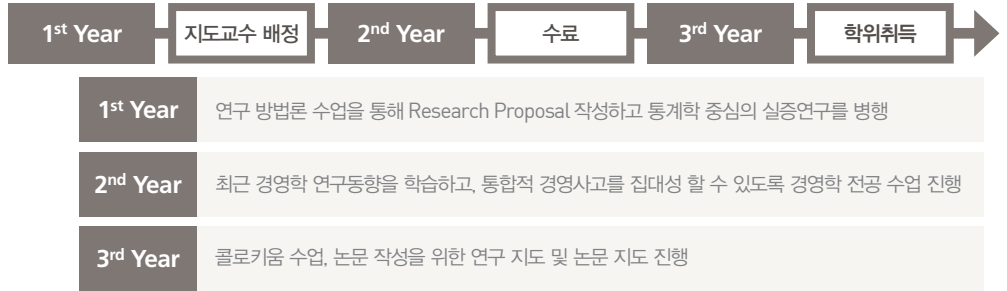 1st Year 지도교수 배정 2nd Year 수료 3rd Year 학위취득
1st Year 연구 방법론 수업을 통해 Research Proposal 작성하고 통계학 중심의 실증연구를 병행
2nd Year 최근 경영학 연구동향을 학습하고, 통합적 경영사고를 집대성 할 수 있도록 경영학 전공 수업 진행
3rd Year 콜로키움 수업, 논문 작성을 위한 연구 지도 및 논문 지도 진행